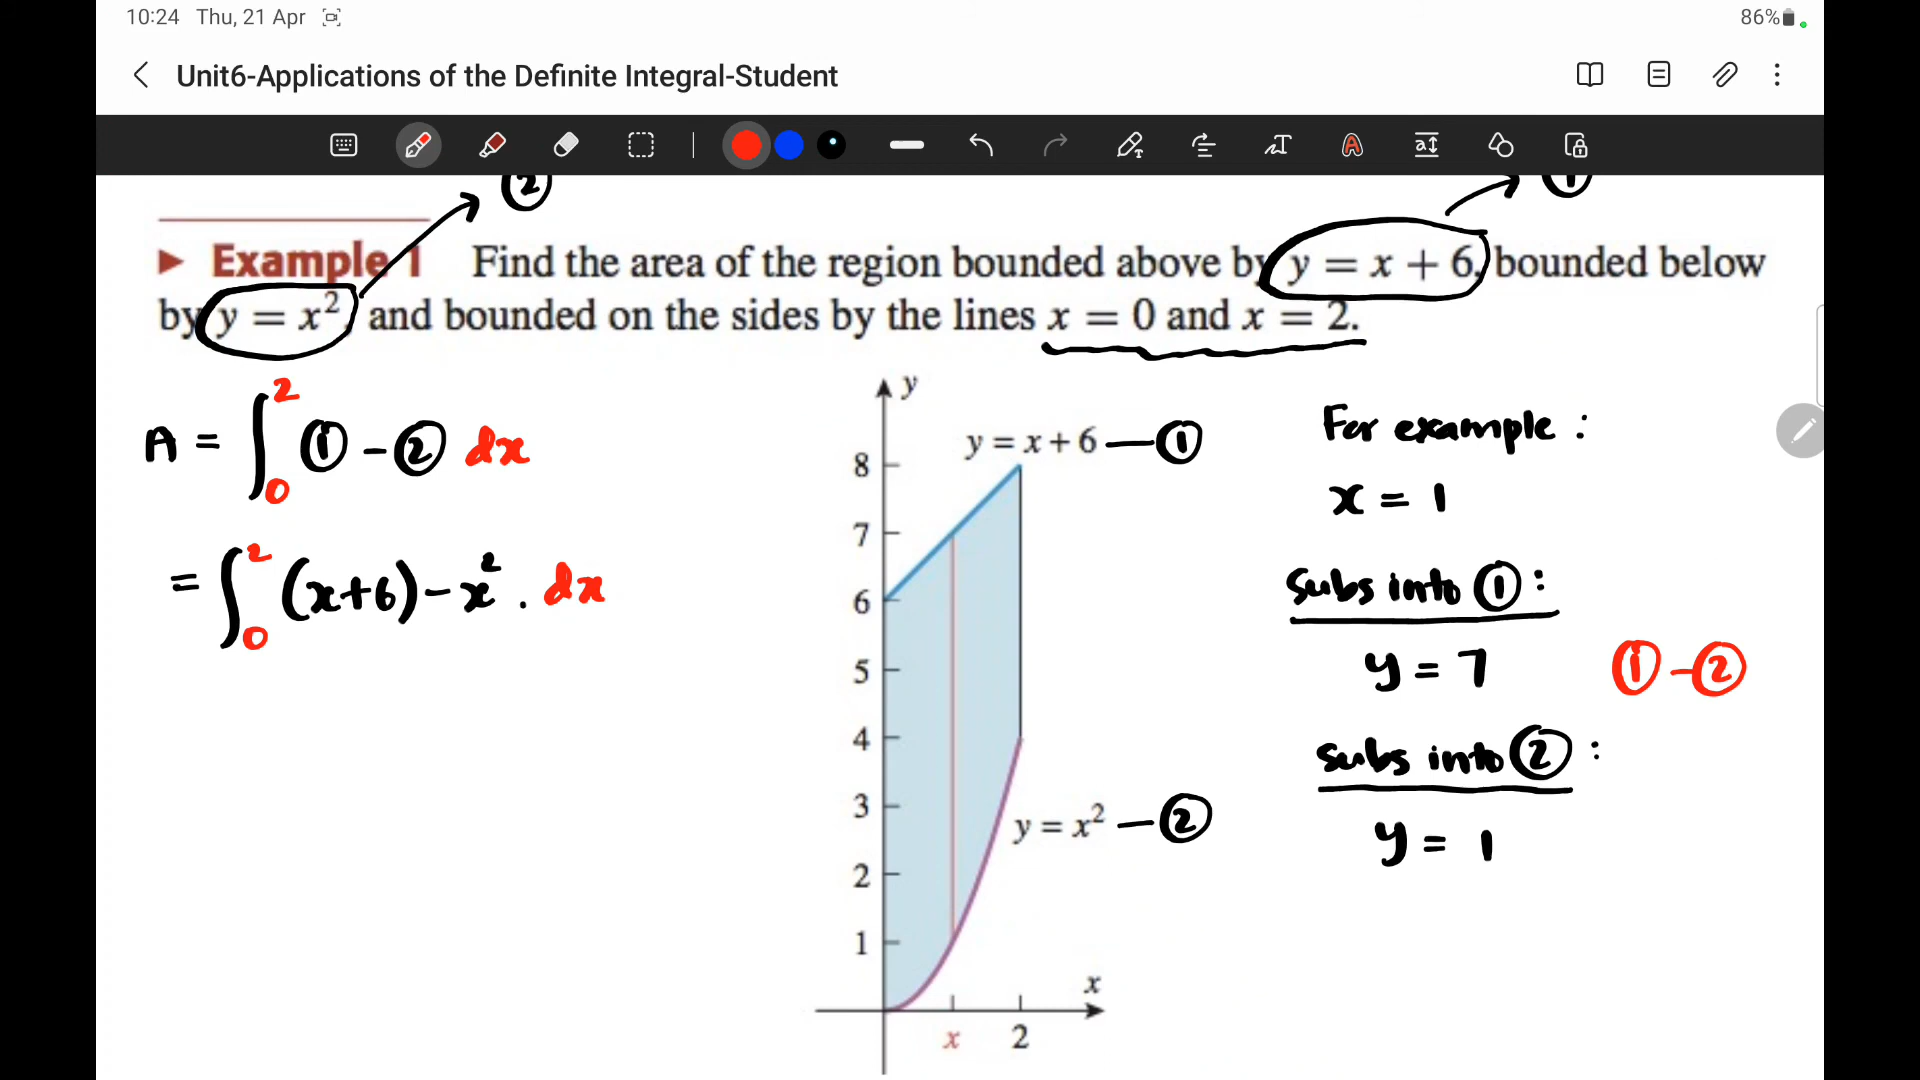 10:24 Thu, 21 Apr
86%
Unit6-Applications of the Definite Integral-Student
② ①
▶ Example 1 Find the area of the region bounded above by y = x + 6, bounded below
by y = x², and bounded on the sides by the lines x = 0 and x = 2.
A = ∫₀² ① - ② dx
= ∫₀² (x+6) - x² . dx
y
y = x + 6 — ①
8
7
6
5
4
3
2
1
y = x² — ②
x
x 2
For example :
x = 1
Subs into ① :
y = 7
① - ②
subs into ② :
y = 1